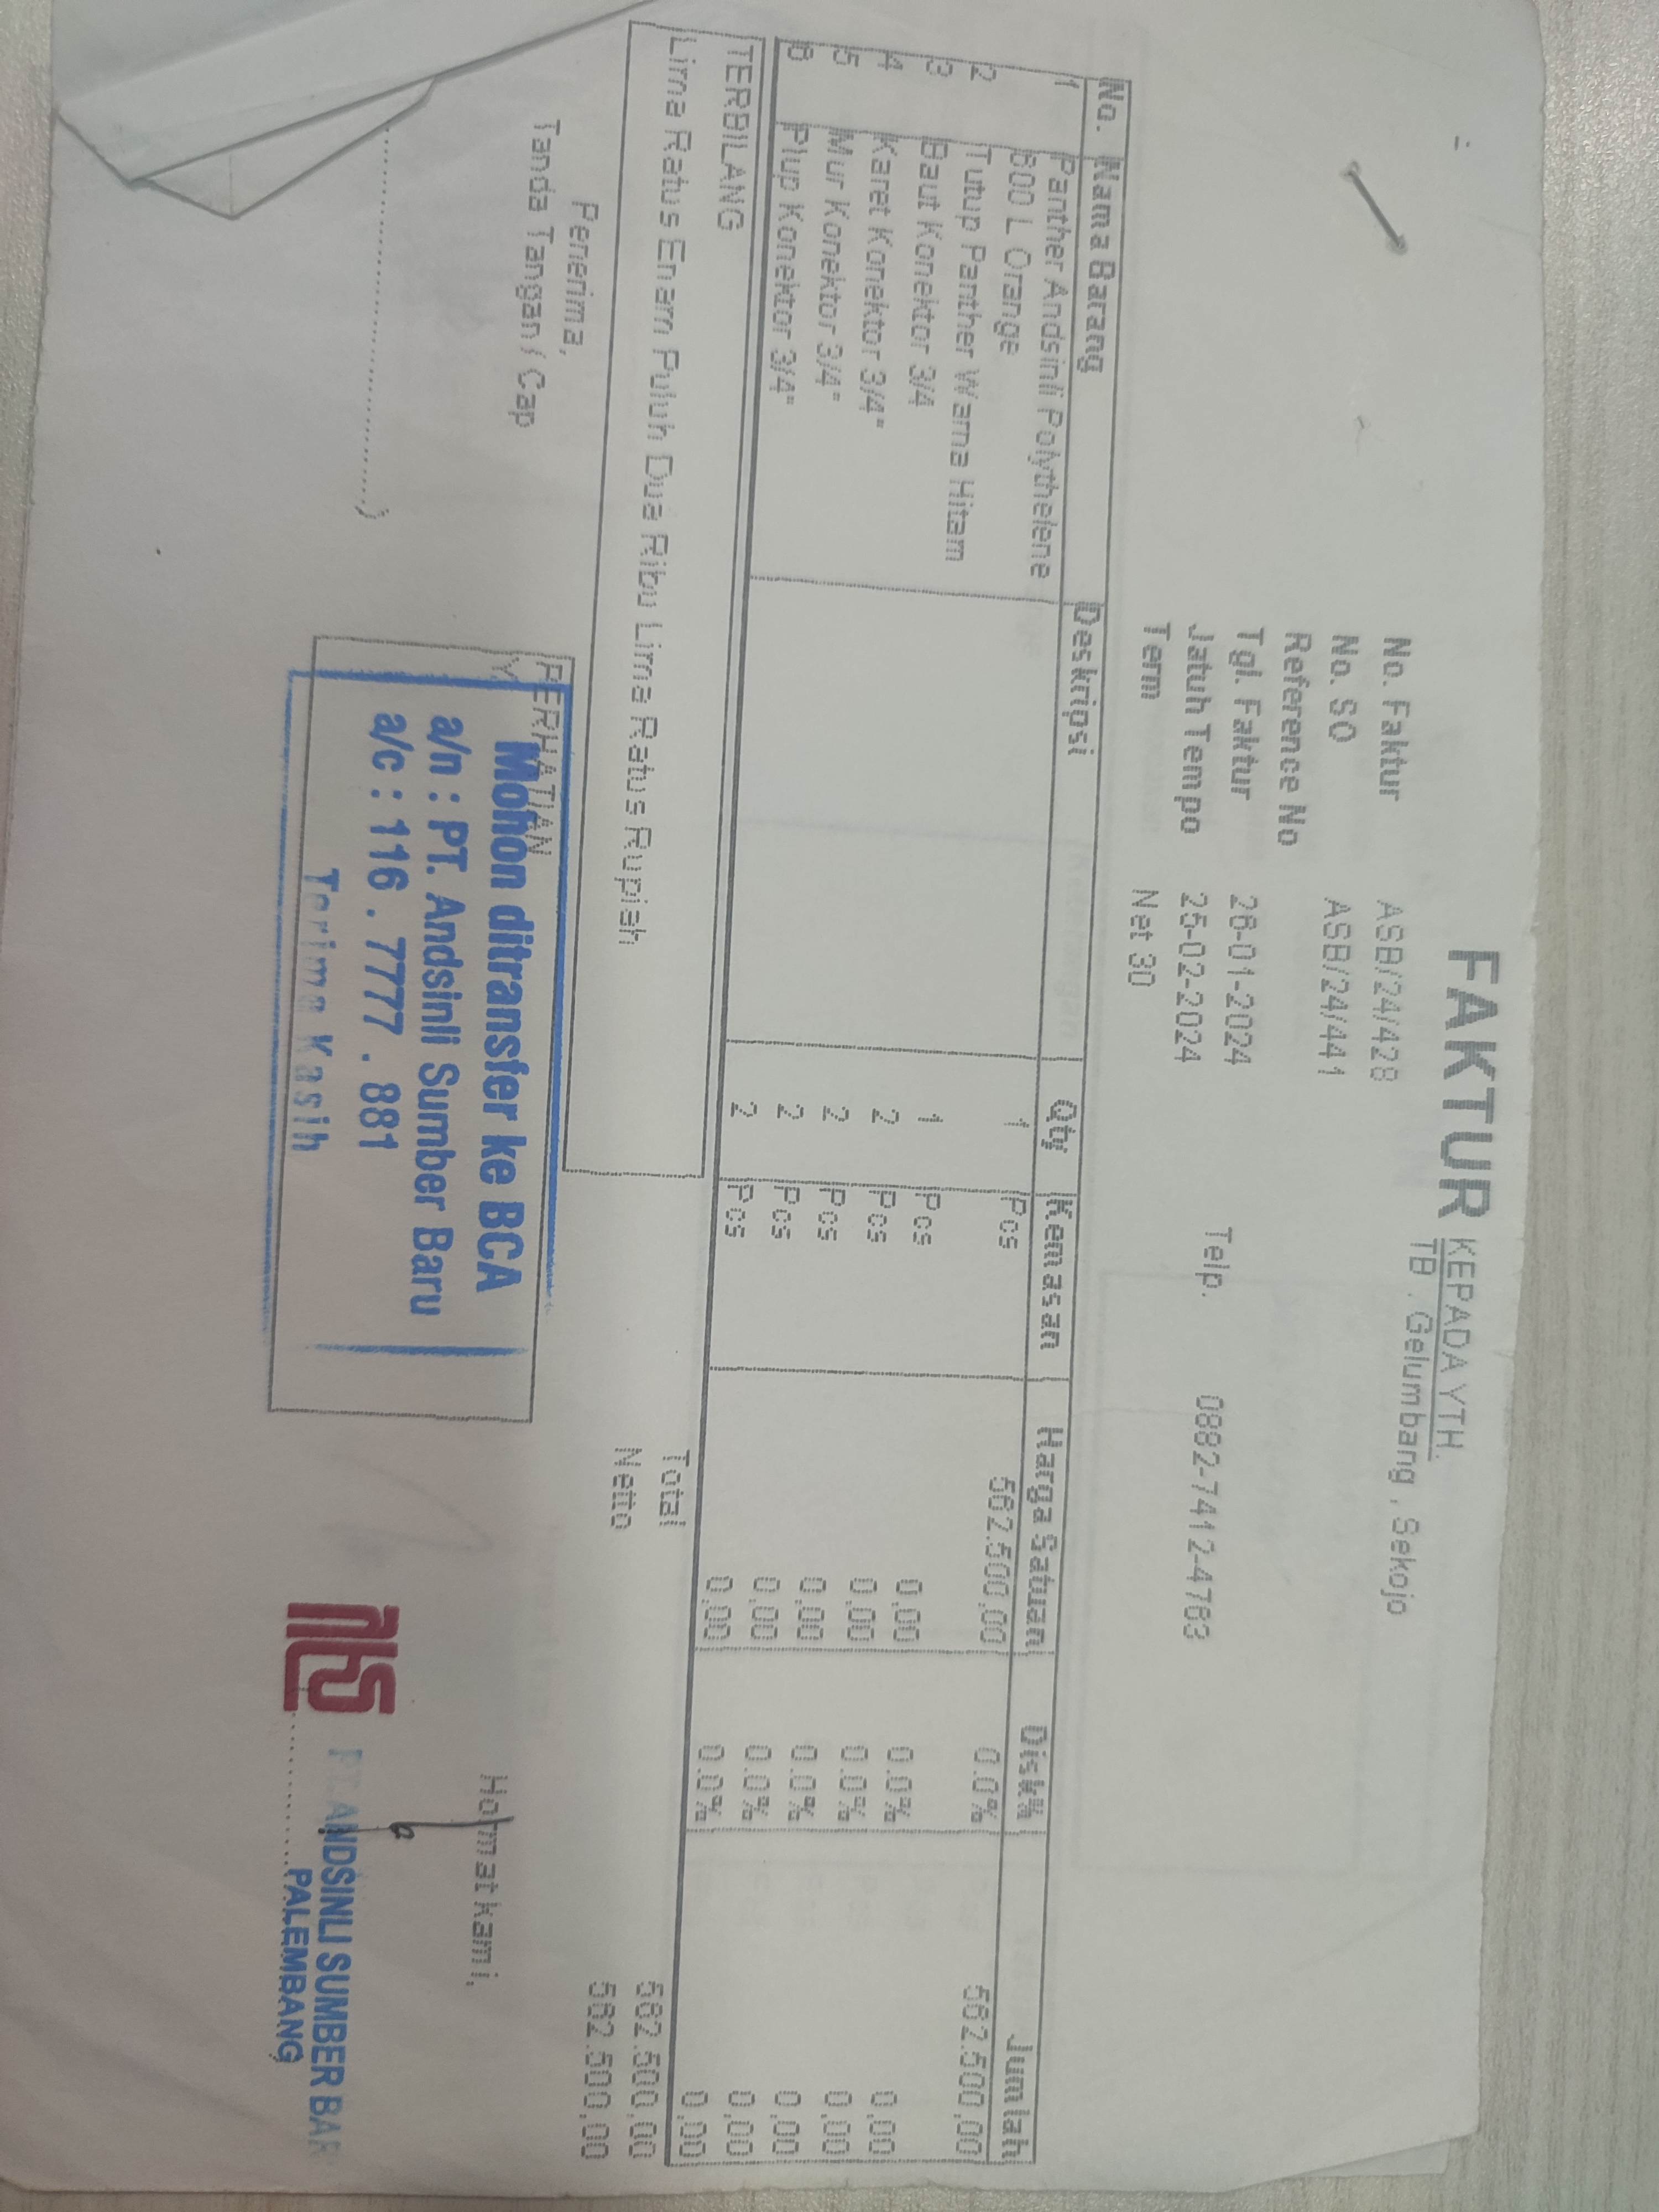 FAKTUR
KEPADA YTH.
TB. Gelumbang, Sekojo
No. Faktur ASB/24/428
No. SO ASB/24/441
Reference No
Tgl. Faktur 26-01-2024
Jatuh Tempo 25-02-2024
Term Net 30
Telp. 0882-7412-4763
No. Nama Barang Deskripsi Qty Kemasan Harga Satuan Disk% Jumlah
1 Panther Andsinli Polythelene 1 Pcs 562.500,00 0.0% 562.500,00
600 L Orange
2 Tutup Panther Warna Hitam 1 Pcs 0,00 0.0% 0,00
3 Baut Konektor 3/4 2 Pcs 0,00 0.0% 0,00
4 Karet Konektor 3/4" 2 Pcs 0,00 0.0% 0,00
5 Mur Konektor 3/4" 2 Pcs 0,00 0.0% 0,00
6 Plup Konektor 3/4" 2 Pcs 0,00 0.0% 0,00
TERBILANG
Lima Ratus Enam Puluh Dua Ribu Lima Ratus Rupiah
Total 562.500,00
Netto 562.500,00
Penerima,
Tanda Tangan / Cap
PERHATIAN
Mohon ditransfer ke BCA
a/n : PT. Andsinli Sumber Baru
a/c : 116 . 7777 . 881
Terima Kasih
Hormat kami,
ANDSINLI SUMBER BAR
PALEMBANG